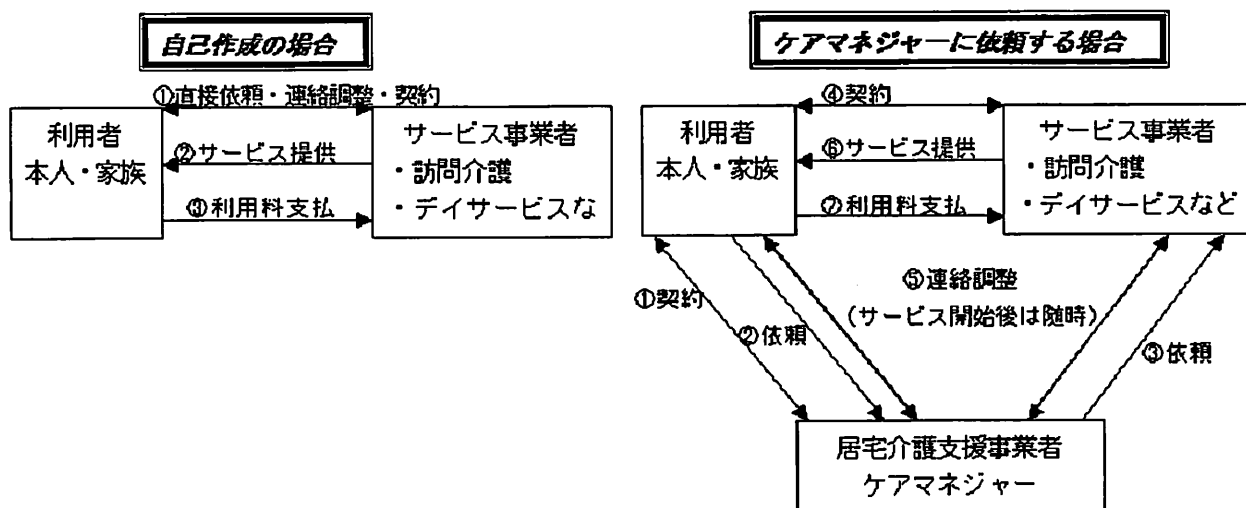 自己作成の場合
①直接依頼・連絡調整・契約
利用者
本人・家族
②サービス提供
③利用料支払
サービス事業者
・訪問介護
・デイサービスな
ケアマネジャーに依頼する場合
利用者
本人・家族
④契約
⑥サービス提供
⑦利用料支払
サービス事業者
・訪問介護
・デイサービスなど
①契約
②依頼
⑤連絡調整
（サービス開始後は随時）
③依頼
居宅介護支援事業者
ケアマネジャー